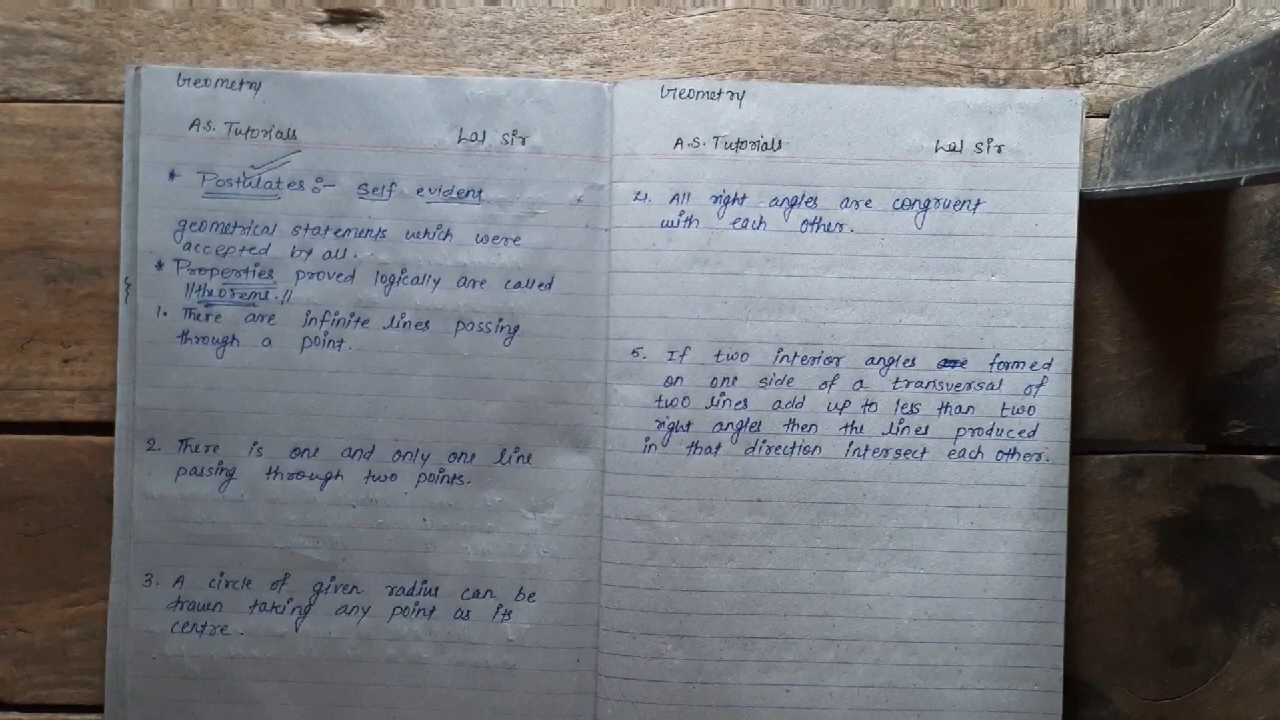 Geometry
A.S. Tutorials Lal Sir
* Postulates :- Self evident
geometrical statements which were
accepted by all.
* Properties proved logically are called
//theorems.//
1. There are infinite lines passing
through a point.
2. There is one and only one line
passing through two points.
3. A circle of given radius can be
drawn taking any point as its
centre.
Geometry
A.S. Tutorials Lal Sir
4. All right angles are congruent
with each other.
5. If two interior angles are formed
on one side of a transversal of
two lines add up to less than two
right angles then the lines produced
in that direction intersect each other.